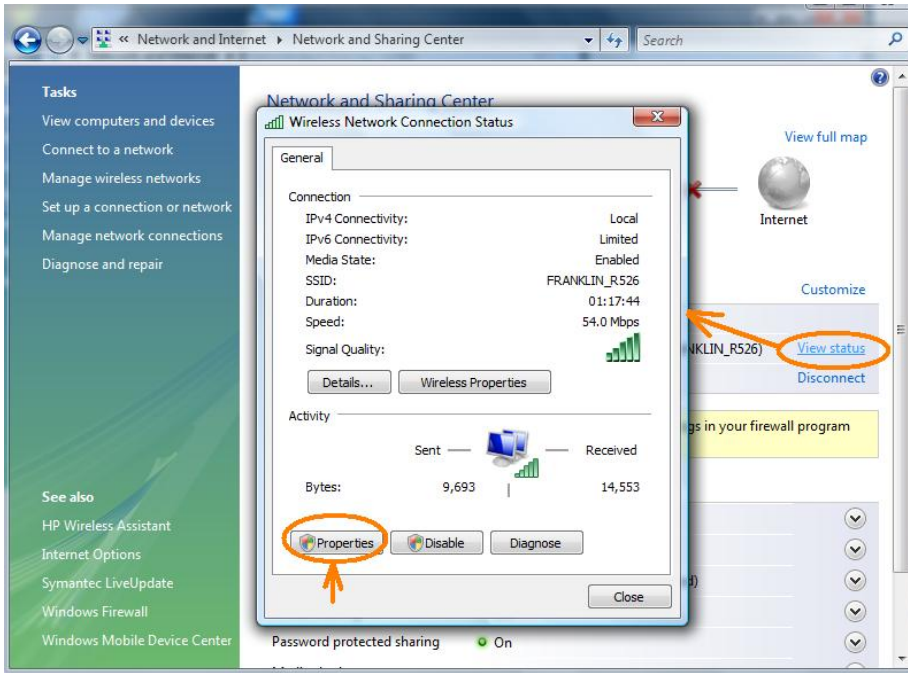 « Network and Internet ▸ Network and Sharing Center
Search
Tasks
View computers and devices
Connect to a network
Manage wireless networks
Set up a connection or network
Manage network connections
Diagnose and repair
See also
HP Wireless Assistant
Internet Options
Symantec LiveUpdate
Windows Firewall
Windows Mobile Device Center
Network and Sharing Center
View full map
Internet
Customize
NKLIN_R526) View status
Disconnect
gs in your firewall program
d)
Wireless Network Connection Status
General
Connection
IPv4 Connectivity: Local
IPv6 Connectivity: Limited
Media State: Enabled
SSID: FRANKLIN_R526
Duration: 01:17:44
Speed: 54.0 Mbps
Signal Quality:
Details... Wireless Properties
Activity
Sent Received
Bytes: 9,693 14,553
Properties Disable Diagnose
Close
Password protected sharing On